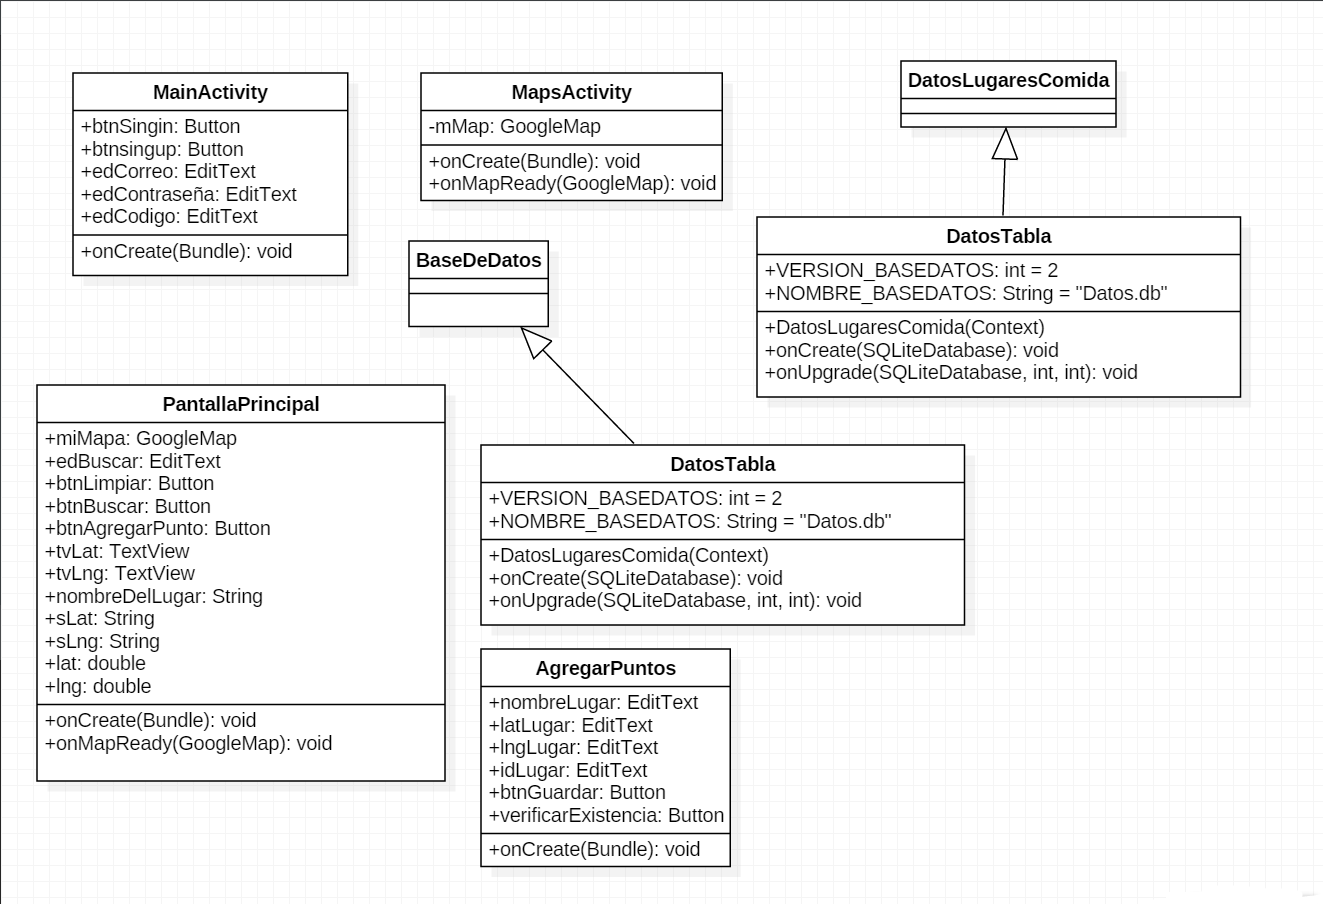 MainActivity
+btnSingin: Button
+btnsingup: Button
+edCorreo: EditText
+edContraseña: EditText
+edCodigo: EditText
+onCreate(Bundle): void
MapsActivity
-mMap: GoogleMap
+onCreate(Bundle): void
+onMapReady(GoogleMap): void
DatosLugaresComida
DatosTabla
+VERSION_BASEDATOS: int = 2
+NOMBRE_BASEDATOS: String = "Datos.db"
+DatosLugaresComida(Context)
+onCreate(SQLiteDatabase): void
+onUpgrade(SQLiteDatabase, int, int): void
BaseDeDatos
PantallaPrincipal
+miMapa: GoogleMap
+edBuscar: EditText
+btnLimpiar: Button
+btnBuscar: Button
+btnAgregarPunto: Button
+tvLat: TextView
+tvLng: TextView
+nombreDelLugar: String
+sLat: String
+sLng: String
+lat: double
+lng: double
+onCreate(Bundle): void
+onMapReady(GoogleMap): void
DatosTabla
+VERSION_BASEDATOS: int = 2
+NOMBRE_BASEDATOS: String = "Datos.db"
+DatosLugaresComida(Context)
+onCreate(SQLiteDatabase): void
+onUpgrade(SQLiteDatabase, int, int): void
AgregarPuntos
+nombreLugar: EditText
+latLugar: EditText
+lngLugar: EditText
+idLugar: EditText
+btnGuardar: Button
+verificarExistencia: Button
+onCreate(Bundle): void